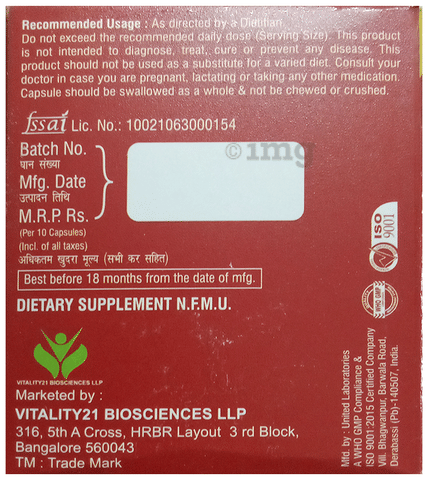 Recommended Usage : As directed by a Dietitian.
Do not exceed the recommended daily dose (Serving Size). This product
is not intended to diagnose, treat, cure or prevent any disease. This
product should not be used as a substitute for a varied diet. Consult your
doctor in case you are pregnant, lactating or taking any other medication.
Capsule should be swallowed as a whole & not be chewed or crushed.
fssai Lic. No.: 10021063000154
Batch No.
घान संख्या
Mfg. Date
उत्पादन तिथि
M.R.P. Rs.
(Per 10 Capsules)
(Incl. of all taxes)
अधिकतम खुदरा मूल्य (सभी कर सहित)
©1mg
Best before 18 months from the date of mfg.
DIETARY SUPPLEMENT N.F.M.U.
VITALITY21 BIOSCIENCES LLP
Marketed by :
VITALITY21 BIOSCIENCES LLP
316, 5th A Cross, HRBR Layout 3 rd Block,
Bangalore 560043
TM : Trade Mark
ISO
9001
Mfd. by : United Laboratories
A WHO GMP Compliance &
ISO 9001:2015 Certified Company
Vill. Bhagwanpur, Barwala Road,
Derabassi (Pb)-140507, India.